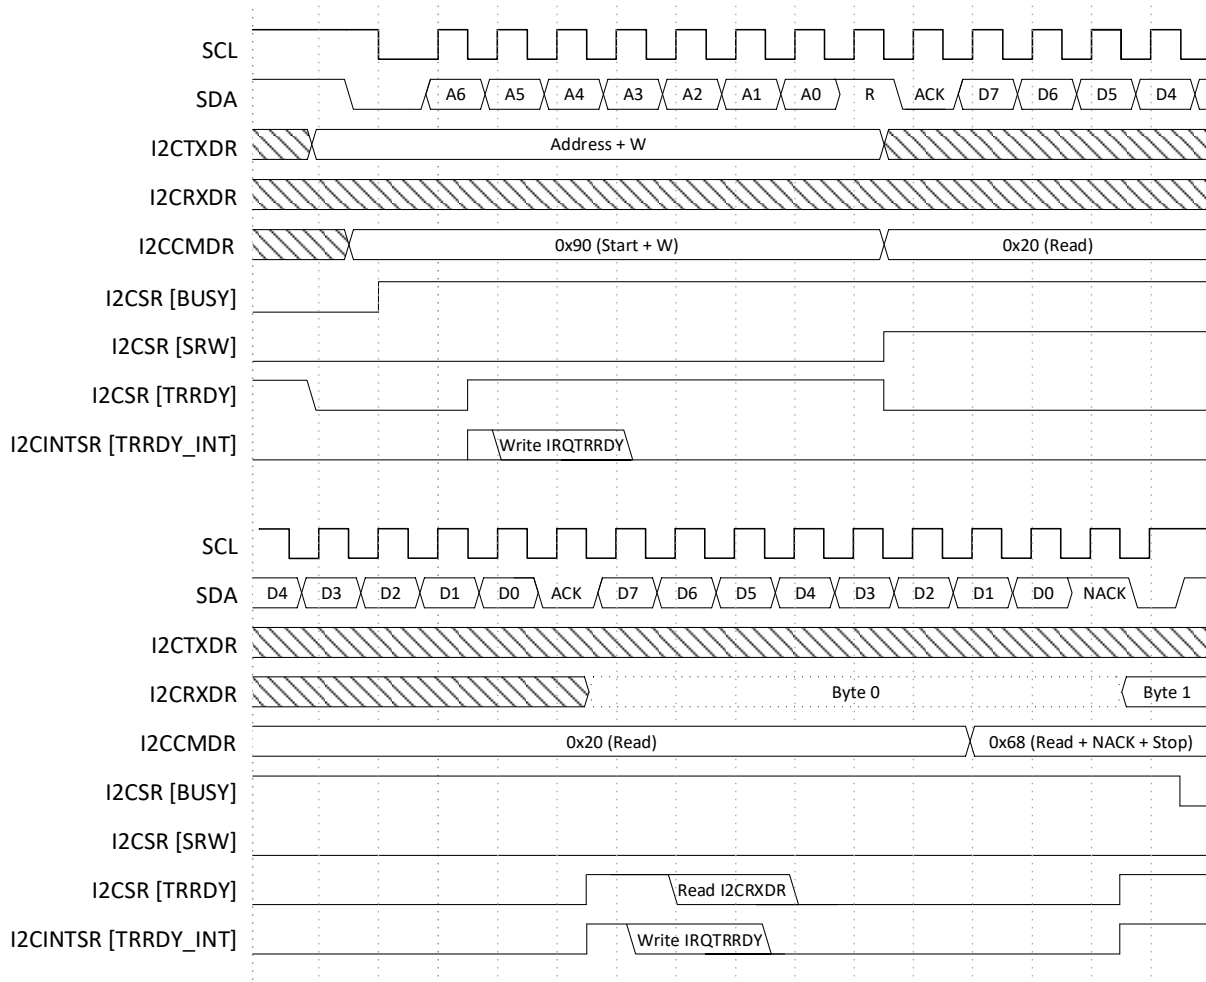 SCL
SDA A6 A5 A4 A3 A2 A1 A0 R ACK D7 D6 D5 D4
I2CTXDR Address + W
I2CRXDR
I2CCMDR 0x90 (Start + W) 0x20 (Read)
I2CSR [BUSY]
I2CSR [SRW]
I2CSR [TRRDY]
I2CINTSR [TRRDY_INT] Write IRQTRRDY
SCL
SDA D4 D3 D2 D1 D0 ACK D7 D6 D5 D4 D3 D2 D1 D0 NACK
I2CTXDR
I2CRXDR Byte 0 Byte 1
I2CCMDR 0x20 (Read) 0x68 (Read + NACK + Stop)
I2CSR [BUSY]
I2CSR [SRW]
I2CSR [TRRDY] Read I2CRXDR
I2CINTSR [TRRDY_INT] Write IRQTRRDY